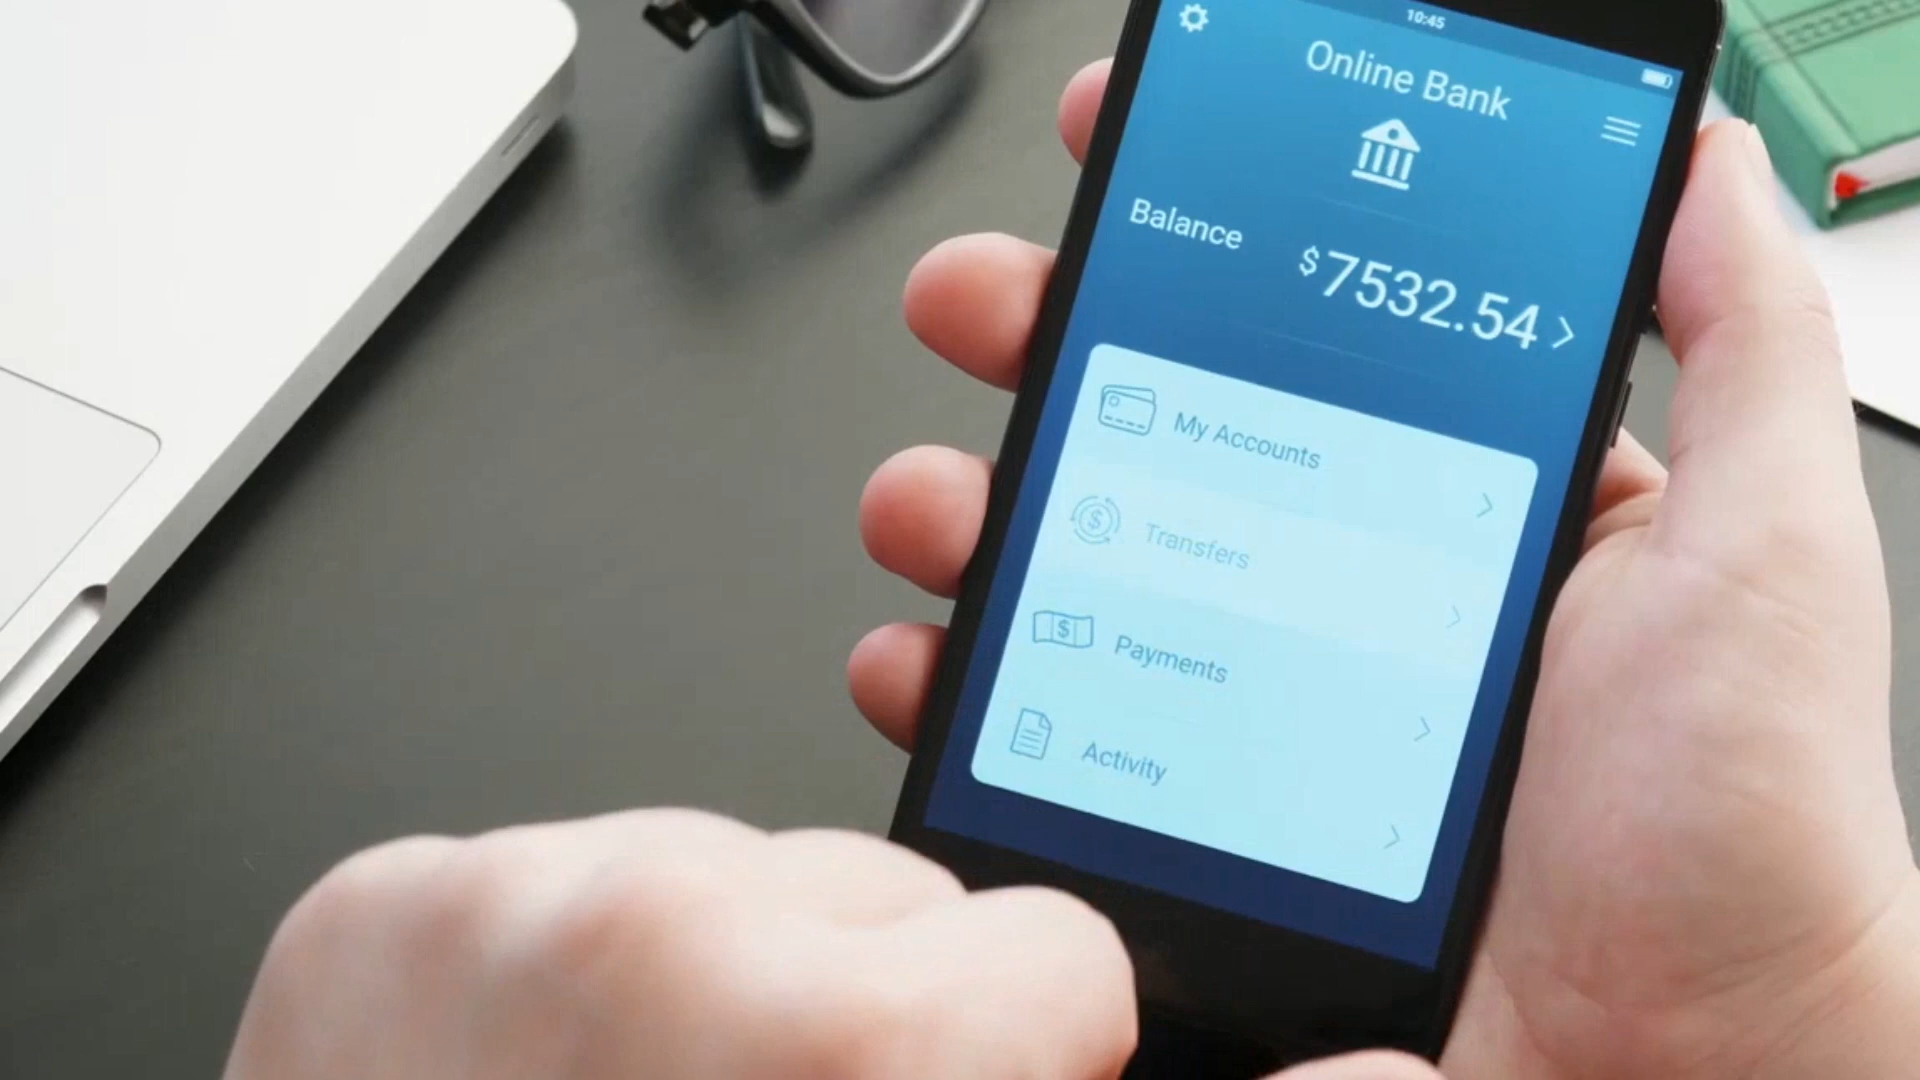 10:45
Online Bank
Balance
$7532.54
My Accounts
Transfers
Payments
Activity